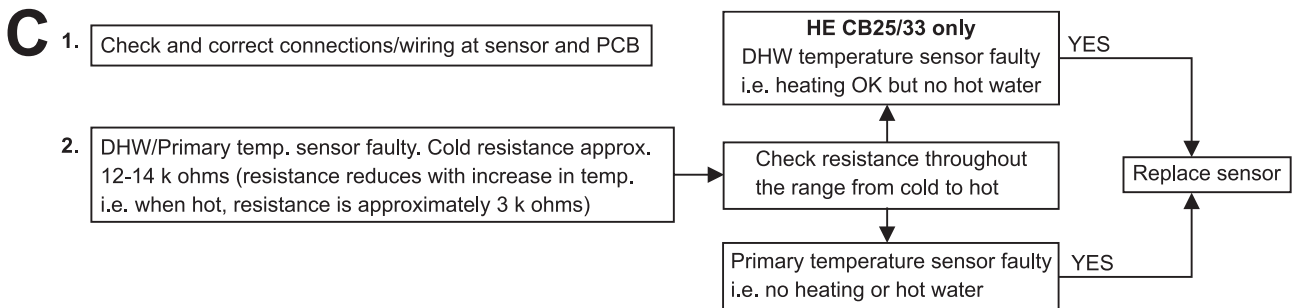 C
1. Check and correct connections/wiring at sensor and PCB
HE CB25/33 only
DHW temperature sensor faulty
i.e. heating OK but no hot water
YES
2. DHW/Primary temp. sensor faulty. Cold resistance approx.
12-14 k ohms (resistance reduces with increase in temp.
i.e. when hot, resistance is approximately 3 k ohms)
Check resistance throughout
the range from cold to hot
Replace sensor
Primary temperature sensor faulty
i.e. no heating or hot water
YES